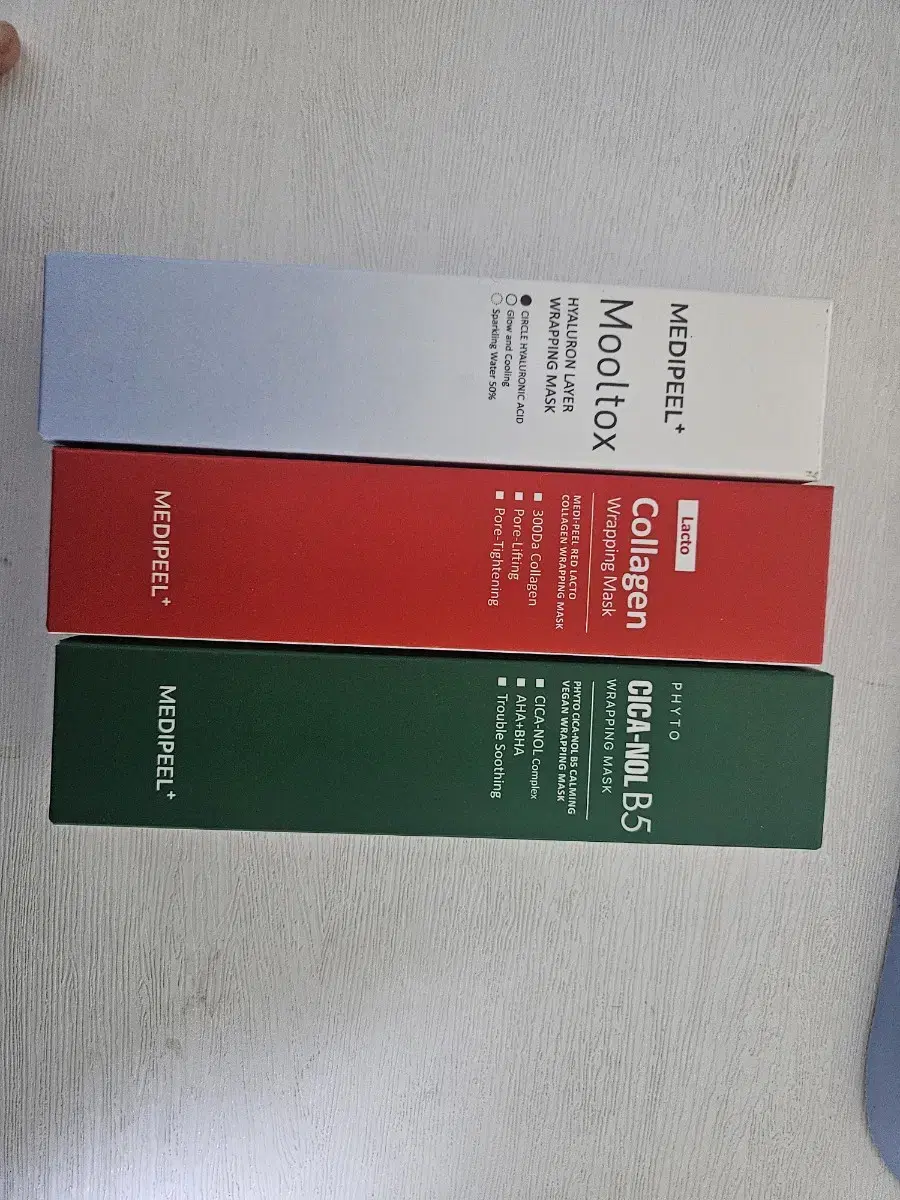 MEDIPEEL+
Mooltox
HYALURON LAYER
WRAPPING MASK
CIRCLE HYALURONIC ACID
Glow and Cooling
Sparkling Water 50%
Lacto
Collagen
Wrapping Mask
MEDI-PEEL RED LACTO
COLLAGEN WRAPPING MASK
300Da Collagen
Pore-Lifting
Pore-Tightening
MEDIPEEL+
PHYTO
CICA-NOL B5
WRAPPING MASK
PHYTO CICA-NOL B5 CALMING
VEGAN WRAPPING MASK
CICA-NOL Complex
AHA+BHA
Trouble Soothing
MEDIPEEL+